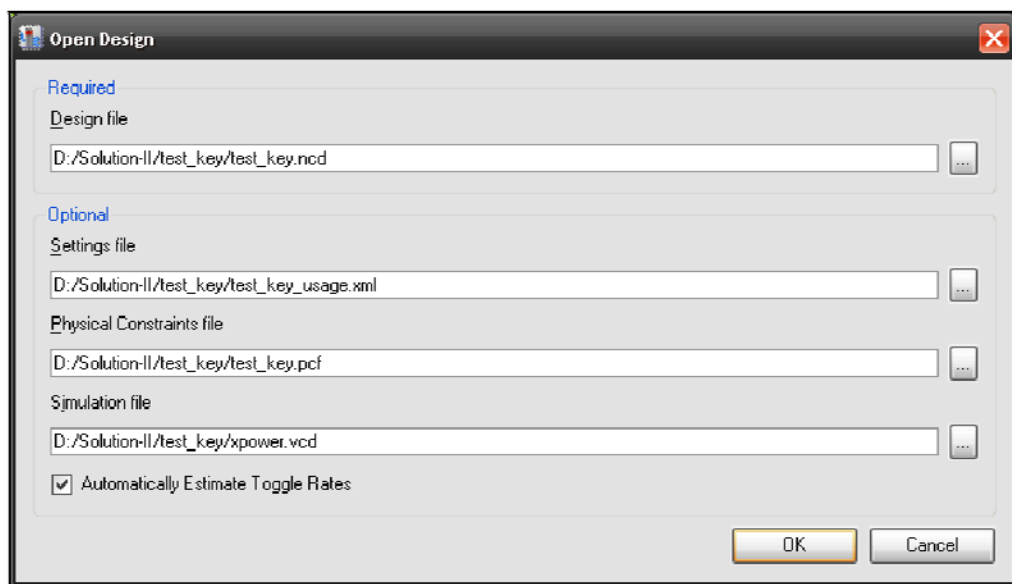 Open Design
Required
Design file
D:/Solution-II/test_key/test_key.ncd
...
Optional
Settings file
D:/Solution-II/test_key/test_key_usage.xml
...
Physical Constraints file
D:/Solution-II/test_key/test_key.pcf
...
Simulation file
D:/Solution-II/test_key/xpower.vcd
...
Automatically Estimate Toggle Rates
OK Cancel